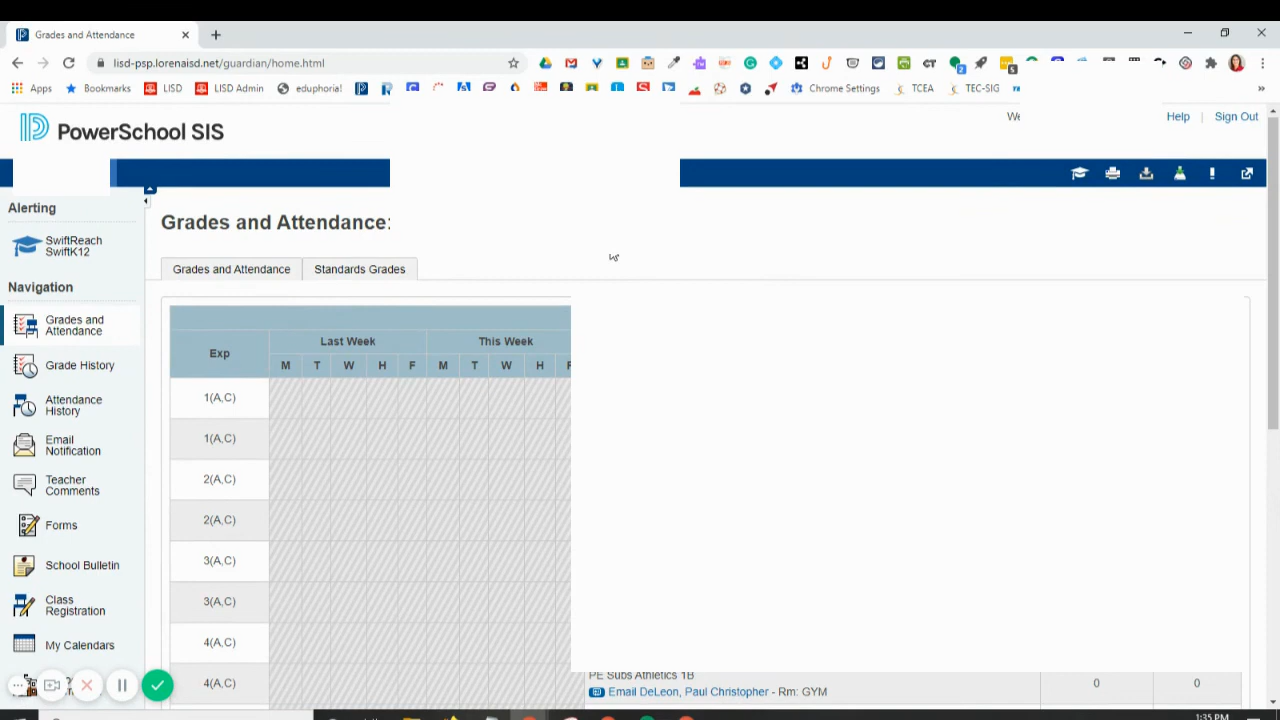 Grades and Attendance
lisd-psp.lorenaisd.net/guardian/home.html
Apps Bookmarks LISD LISD Admin eduphoria! Chrome Settings TCEA TEC-SIG
PowerSchool SIS
We Help | Sign Out
Alerting
SwiftReach
SwiftK12
Navigation
Grades and
Attendance
Grade History
Attendance
History
Email
Notification
Teacher
Comments
Forms
School Bulletin
Class
Registration
My Calendars
Grades and Attendance:
Grades and Attendance Standards Grades
Exp Last Week This Week
M T W H F M T W H F
1(A,C)
1(A,C)
2(A,C)
2(A,C)
3(A,C)
3(A,C)
4(A,C)
4(A,C)
PE Subs Athletics 1B
Email DeLeon, Paul Christopher - Rm: GYM
0 0
1:35 PM